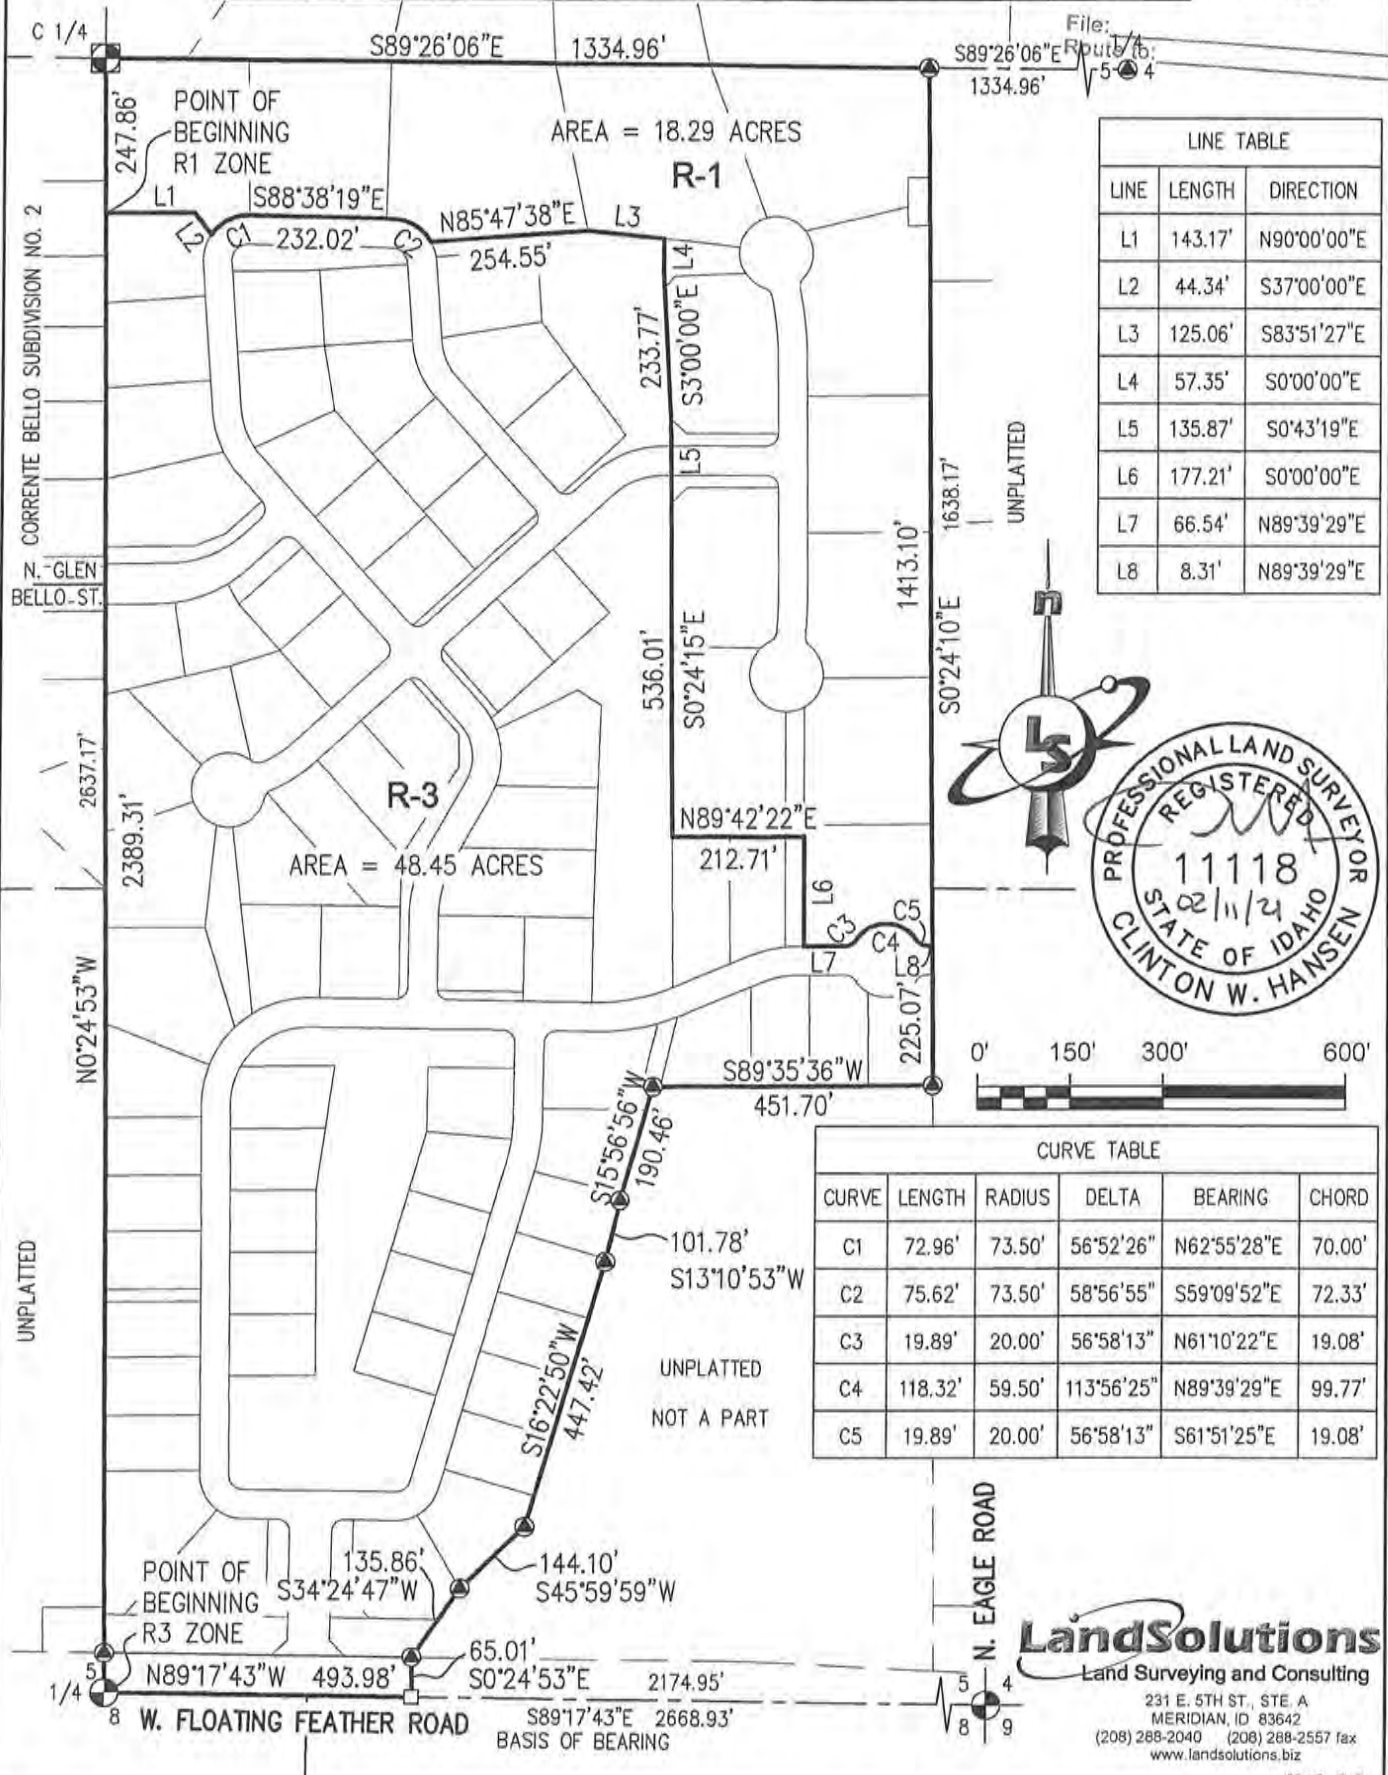 C 1/4
S89°26'06"E 1334.96'
File:
Route to:
1/4
S89°26'06"E
1334.96'
5 4
247.86'
POINT OF
BEGINNING
R1 ZONE
AREA = 18.29 ACRES
R-1
L1
S88°38'19"E
N85°47'38"E
L3
L2
C1
232.02'
C2
254.55'
L4
233.77'
S3°00'00"E
L5
CORRENTE BELLO SUBDIVISION NO. 2
N. GLEN
BELLO ST.
LINE TABLE
LINE LENGTH DIRECTION
L1 143.17' N90°00'00"E
L2 44.34' S37°00'00"E
L3 125.06' S83°51'27"E
L4 57.35' S0°00'00"E
L5 135.87' S0°43'19"E
L6 177.21' S0°00'00"E
L7 66.54' N89°39'29"E
L8 8.31' N89°39'29"E
UNPLATTED
1638.17'
1413.10'
S0°24'10"E
536.01'
S0°24'15"E
n
LS
PROFESSIONAL LAND SURVEYOR
REGISTERED
11118
02/11/21
STATE OF IDAHO
CLINTON W. HANSEN
2637.17'
2389.31'
R-3
AREA = 48.45 ACRES
N89°42'22"E
212.71'
L6
C3
C4
C5
L7
L8
225.07'
N0°24'53"W
S89°35'36"W
451.70'
0' 150' 300' 600'
S15°56'56"W
190.46'
101.78'
S13°10'53"W
CURVE TABLE
CURVE LENGTH RADIUS DELTA BEARING CHORD
C1 72.96' 73.50' 56°52'26" N62°55'28"E 70.00'
C2 75.62' 73.50' 58°56'55" S59°09'52"E 72.33'
C3 19.89' 20.00' 56°58'13" N61°10'22"E 19.08'
C4 118.32' 59.50' 113°56'25" N89°39'29"E 99.77'
C5 19.89' 20.00' 56°58'13" S61°51'25"E 19.08'
UNPLATTED
S16°22'50"W
447.42'
UNPLATTED
NOT A PART
N. EAGLE ROAD
POINT OF
BEGINNING
R3 ZONE
135.86'
S34°24'47"W
144.10'
S45°59'59"W
65.01'
S0°24'53"E
2174.95'
5
1/4
8
N89°17'43"W 493.98'
W. FLOATING FEATHER ROAD
S89°17'43"E 2668.93'
BASIS OF BEARING
5 4
8 9
LandSolutions
Land Surveying and Consulting
231 E. 5TH ST., STE. A
MERIDIAN, ID 83642
(208) 288-2040 (208) 288-2557 fax
www.landsolutions.biz